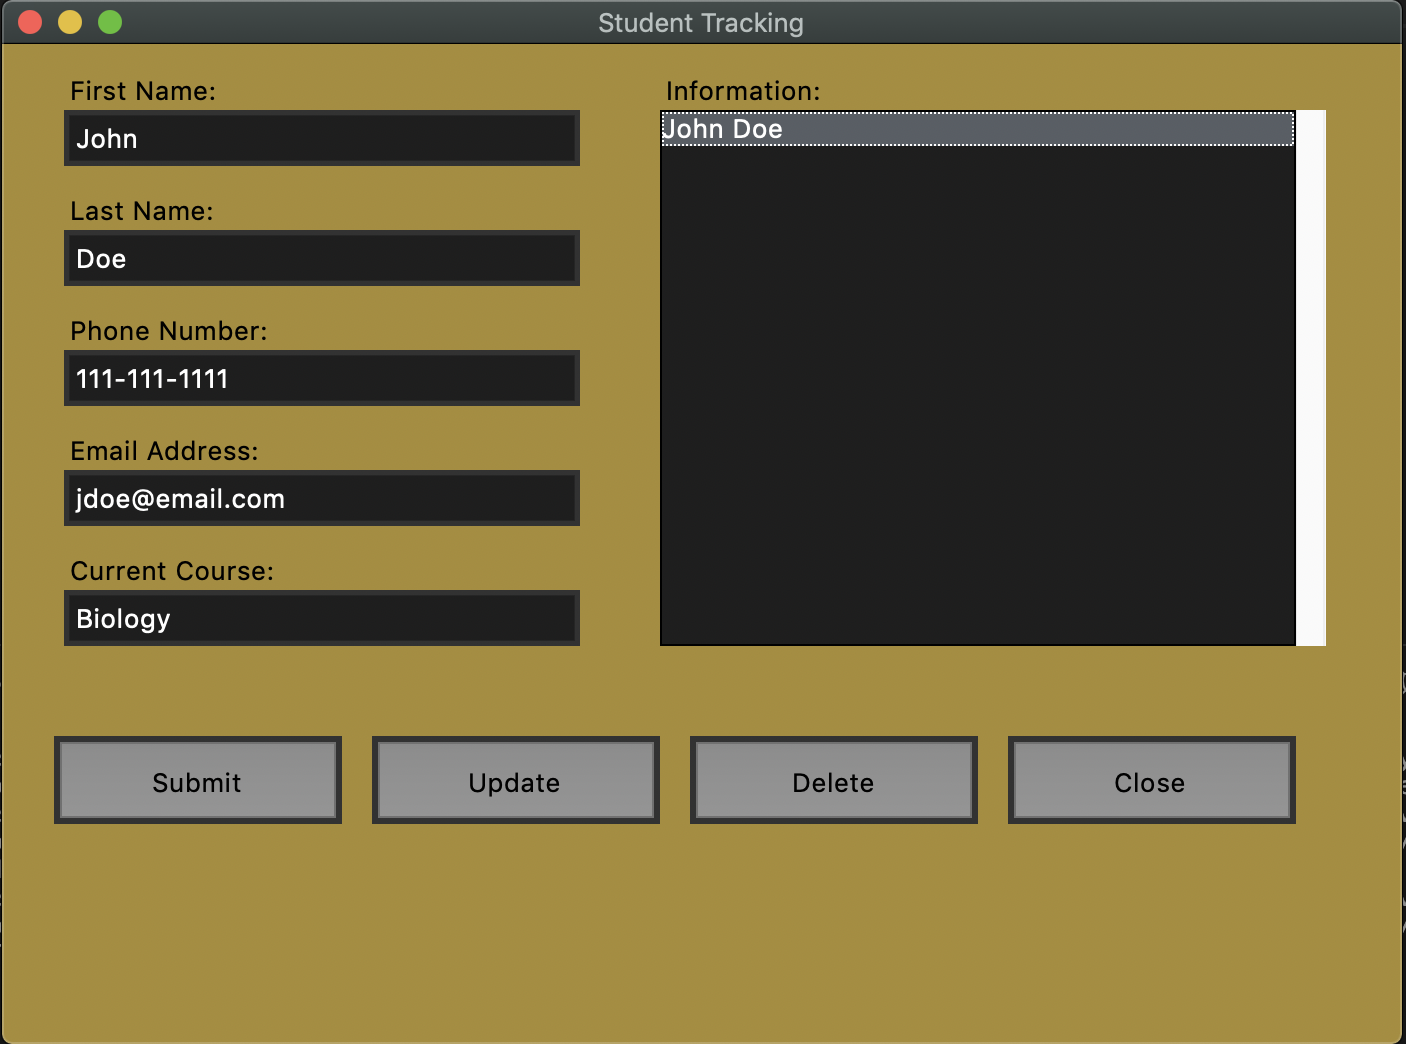 Student Tracking
First Name:
John
Last Name:
Doe
Phone Number:
111-111-1111
Email Address:
jdoe@email.com
Current Course:
Biology
Information:
John Doe
Submit
Update
Delete
Close